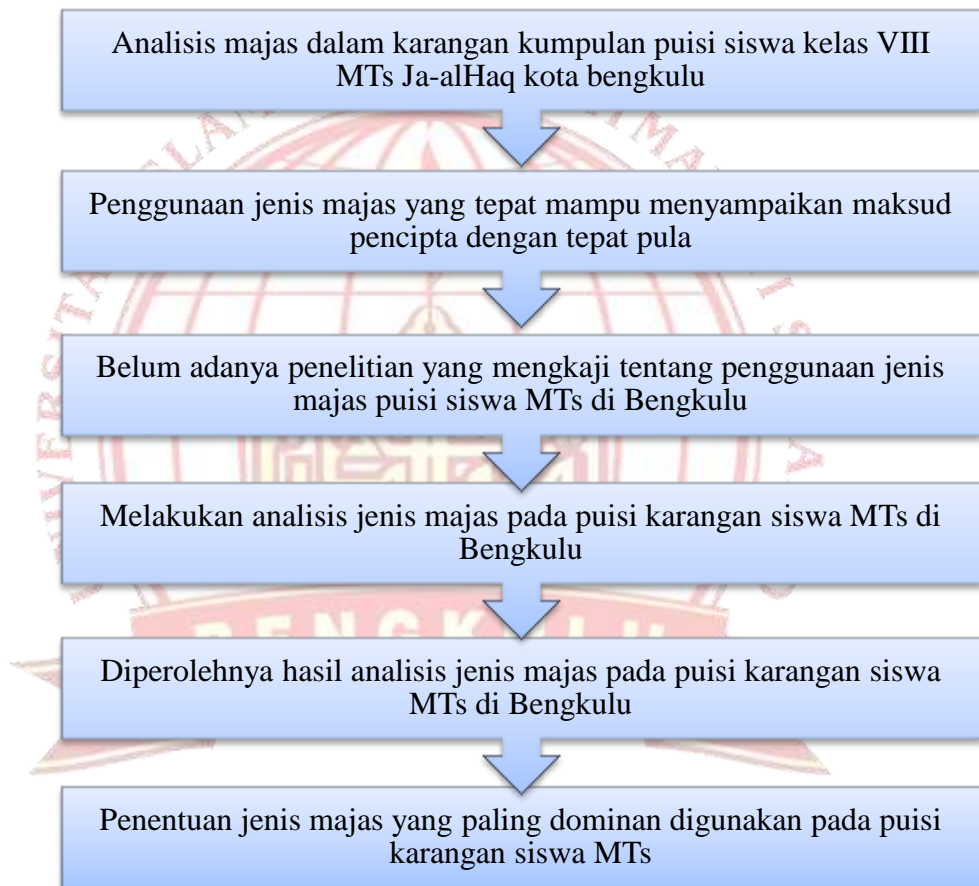 Analisis majas dalam karangan kumpulan puisi siswa kelas VIII
MTs Ja-alHaq kota bengkulu
Penggunaan jenis majas yang tepat mampu menyampaikan maksud
pencipta dengan tepat pula
Belum adanya penelitian yang mengkaji tentang penggunaan jenis
majas puisi siswa MTs di Bengkulu
Melakukan analisis jenis majas pada puisi karangan siswa MTs di
Bengkulu
BENGKULU
Diperolehnya hasil analisis jenis majas pada puisi karangan siswa
MTs di Bengkulu
Penentuan jenis majas yang paling dominan digunakan pada puisi
karangan siswa MTs